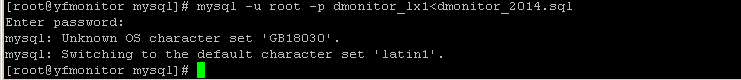 [root@yfmonitor mysql]# mysql -u root -p dmonitor_lx1<dmonitor_2014.sql
Enter password:
mysql: Unknown OS character set 'GB18030'.
mysql: Switching to the default character set 'latin1'.
[root@yfmonitor mysql]#